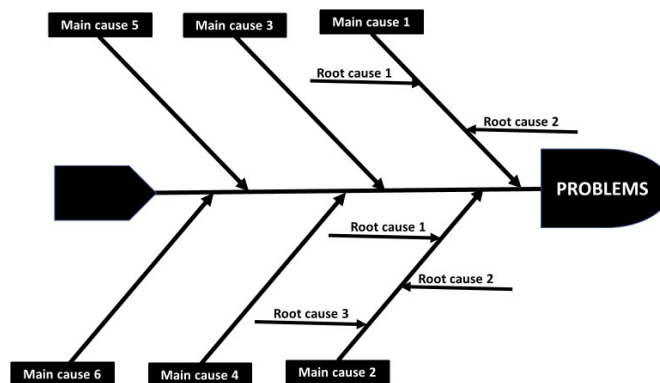 Main cause 5
Main cause 3
Main cause 1
Root cause 1
Root cause 2
PROBLEMS
Root cause 1
Root cause 2
Root cause 3
Main cause 6
Main cause 4
Main cause 2